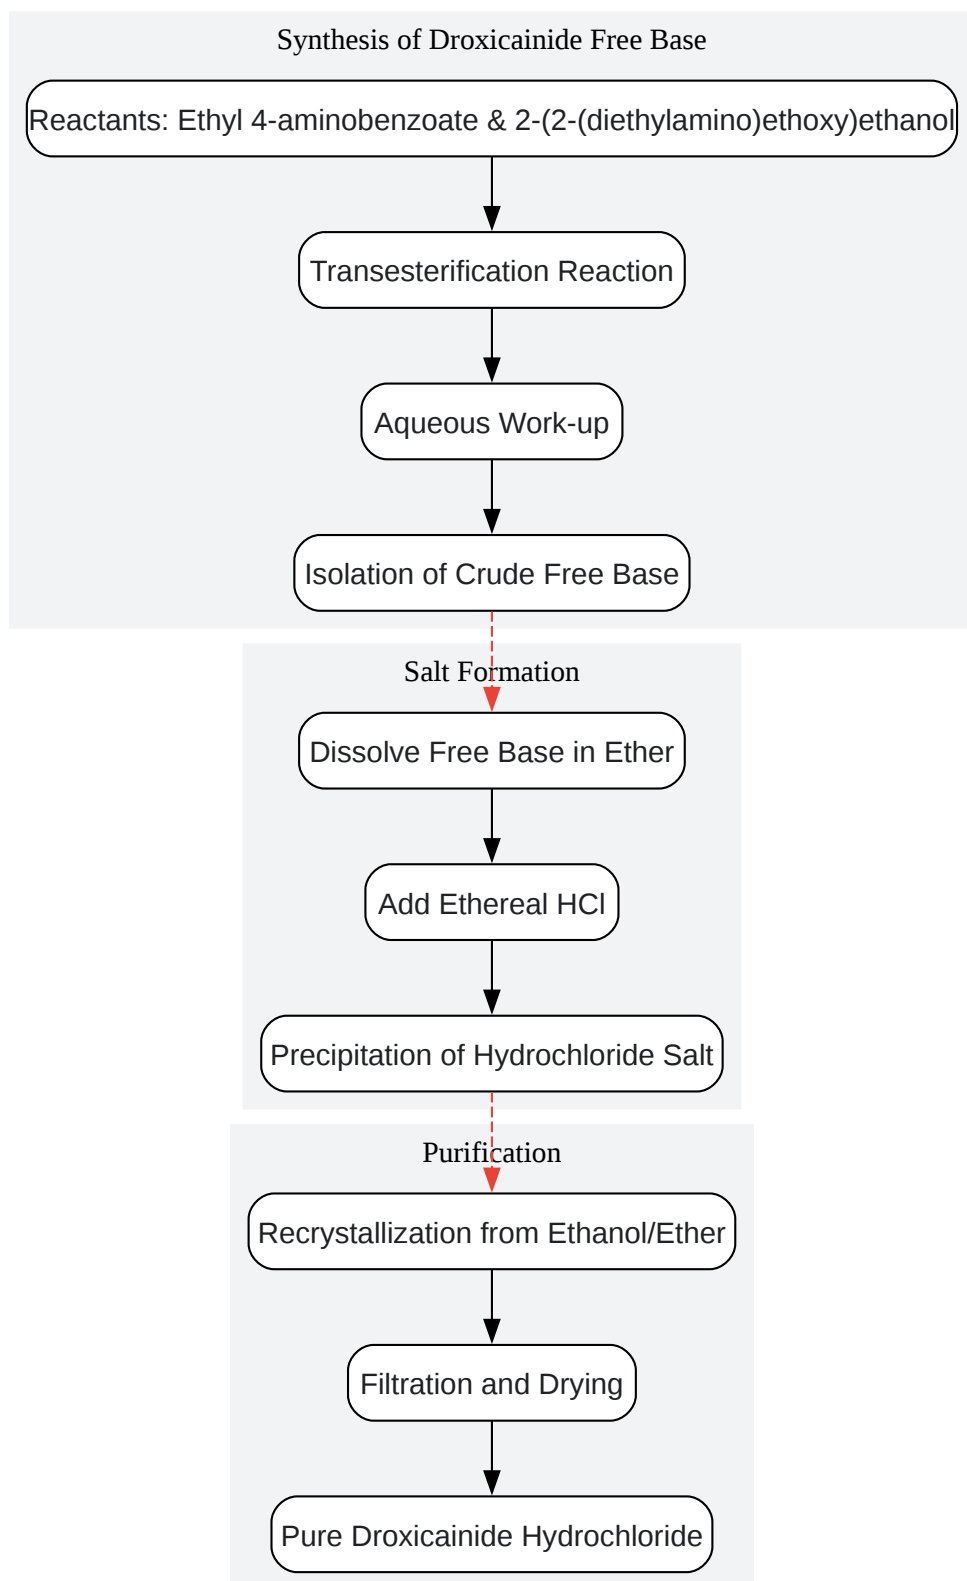 Synthesis of Droxicainide Free Base
Reactants: Ethyl 4-aminobenzoate & 2-(2-(diethylamino)ethoxy)ethanol
Transesterification Reaction
Aqueous Work-up
Isolation of Crude Free Base
Salt Formation
Dissolve Free Base in Ether
Add Ethereal HCl
Precipitation of Hydrochloride Salt
Purification
Recrystallization from Ethanol/Ether
Filtration and Drying
Pure Droxicainide Hydrochloride